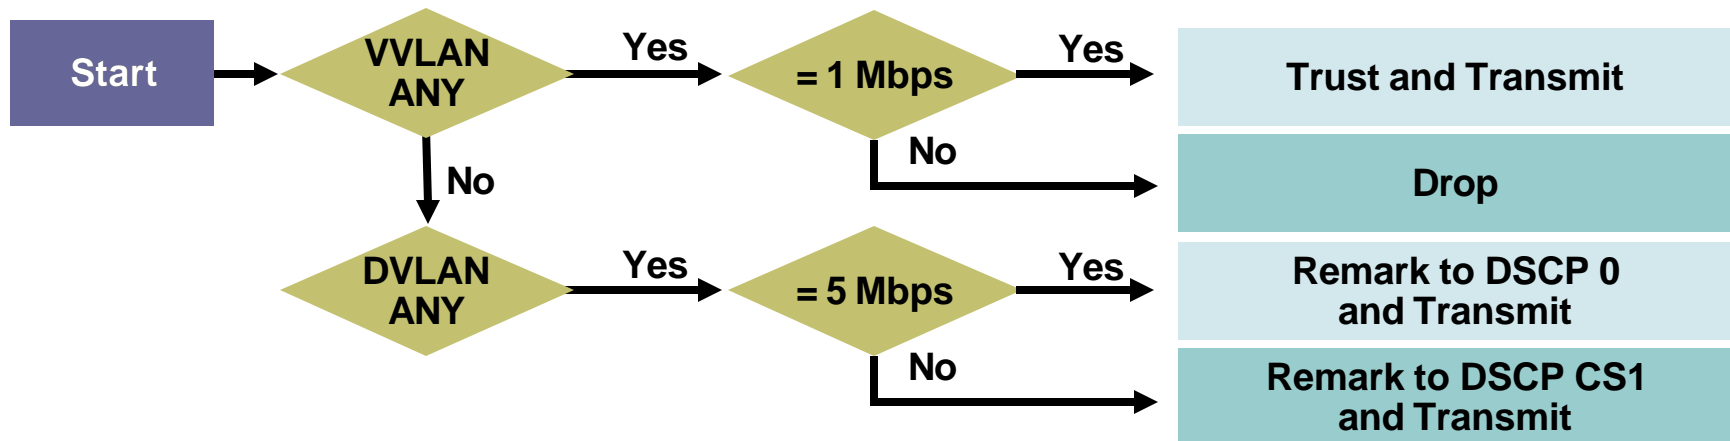 Start
VVLAN
ANY
Yes
= 1 Mbps
Yes
Trust and Transmit
No
Drop
No
DVLAN
ANY
Yes
= 5 Mbps
Yes
Remark to DSCP 0
and Transmit
No
Remark to DSCP CS1
and Transmit